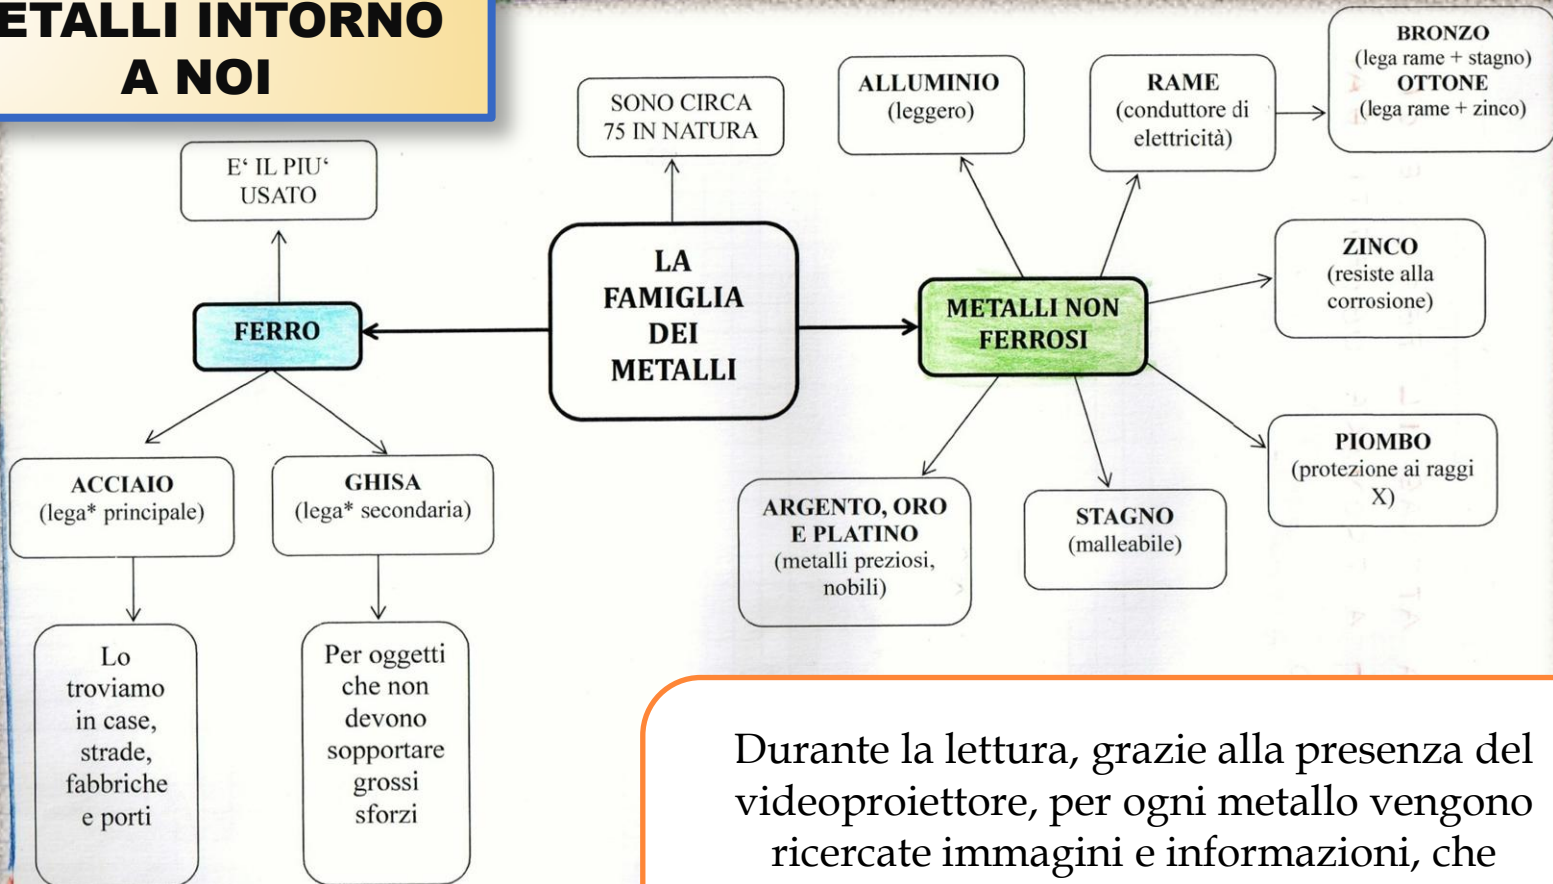 ETALLI INTORNO
A NOI
E‘ IL PIU‘
USATO
SONO CIRCA
75 IN NATURA
ALLUMINIO
(leggero)
RAME
(conduttore di
elettricità)
BRONZO
(lega rame + stagno)
OTTONE
(lega rame + zinco)
FERRO
LA
FAMIGLIA
DEI
METALLI
METALLI NON
FERROSI
ZINCO
(resiste alla
corrosione)
ACCIAIO
(lega* principale)
GHISA
(lega* secondaria)
ARGENTO, ORO
E PLATINO
(metalli preziosi,
nobili)
STAGNO
(malleabile)
PIOMBO
(protezione ai raggi
X)
Lo
troviamo
in case,
strade,
fabbriche
e porti
Per oggetti
che non
devono
sopportare
grossi
sforzi
Durante la lettura, grazie alla presenza del
videoproiettore, per ogni metallo vengono
ricercate immagini e informazioni, che